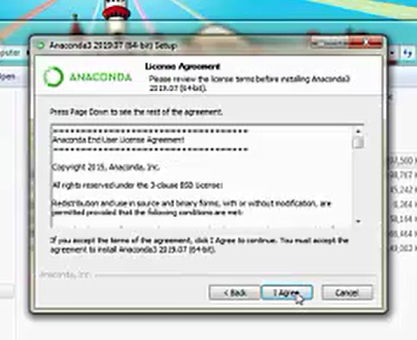 Anaconda3 2019.07 (64-bit) Setup
License Agreement
ANACONDA
Please review the license terms before installing Anaconda3
2019.07 (64-bit).
Press Page Down to see the rest of the agreement.
Anaconda End User License Agreement
Copyright 2015, Anaconda, Inc.
All rights reserved under the 3-clause BSD License:
Redistribution and use in source and binary forms, with or without modification, are
permitted provided that the following conditions are met:
If you accept the terms of the agreement, click I Agree to continue. You must accept the
agreement to install Anaconda3 2019.07 (64-bit).
Anaconda, Inc.
< Back
I Agree
Cancel